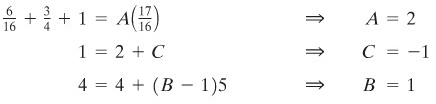 6/16 + 3/4 + 1 = A(17/16) ⇒ A = 2
1 = 2 + C ⇒ C = −1
4 = 4 + (B − 1)5 ⇒ B = 1